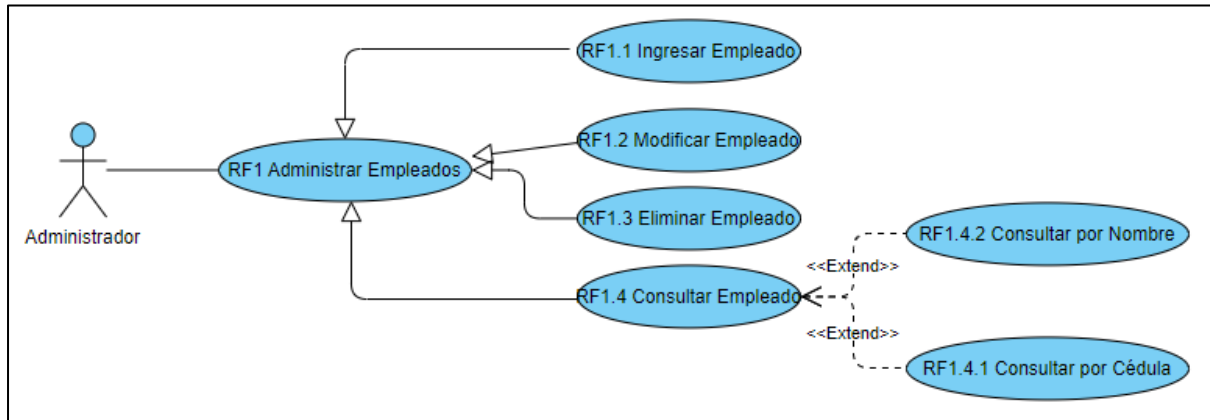 RF1.1 Ingresar Empleado
RF1.2 Modificar Empleado
RF1 Administrar Empleados
RF1.3 Eliminar Empleado
Administrador
RF1.4.2 Consultar por Nombre
<<Extend>>
RF1.4 Consultar Empleado
<<Extend>>
RF1.4.1 Consultar por Cédula